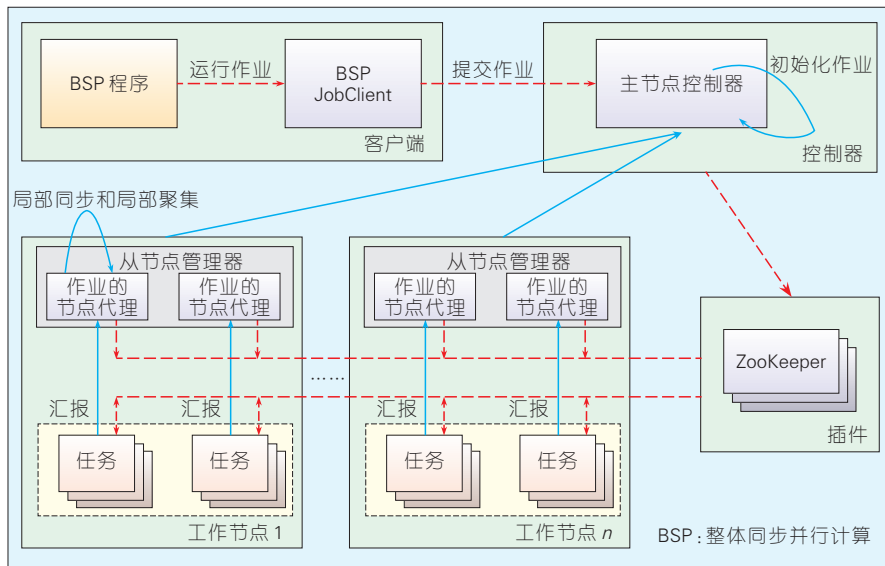 BSP 程序
运行作业
BSP
JobClient
客户端
提交作业
主节点控制器
初始化作业
控制器
局部同步和局部聚集
从节点管理器
作业的
节点代理
作业的
节点代理
汇报
汇报
任务
任务
工作节点 1
……
从节点管理器
作业的
节点代理
作业的
节点代理
汇报
汇报
任务
任务
工作节点 n
ZooKeeper
插件
BSP：整体同步并行计算